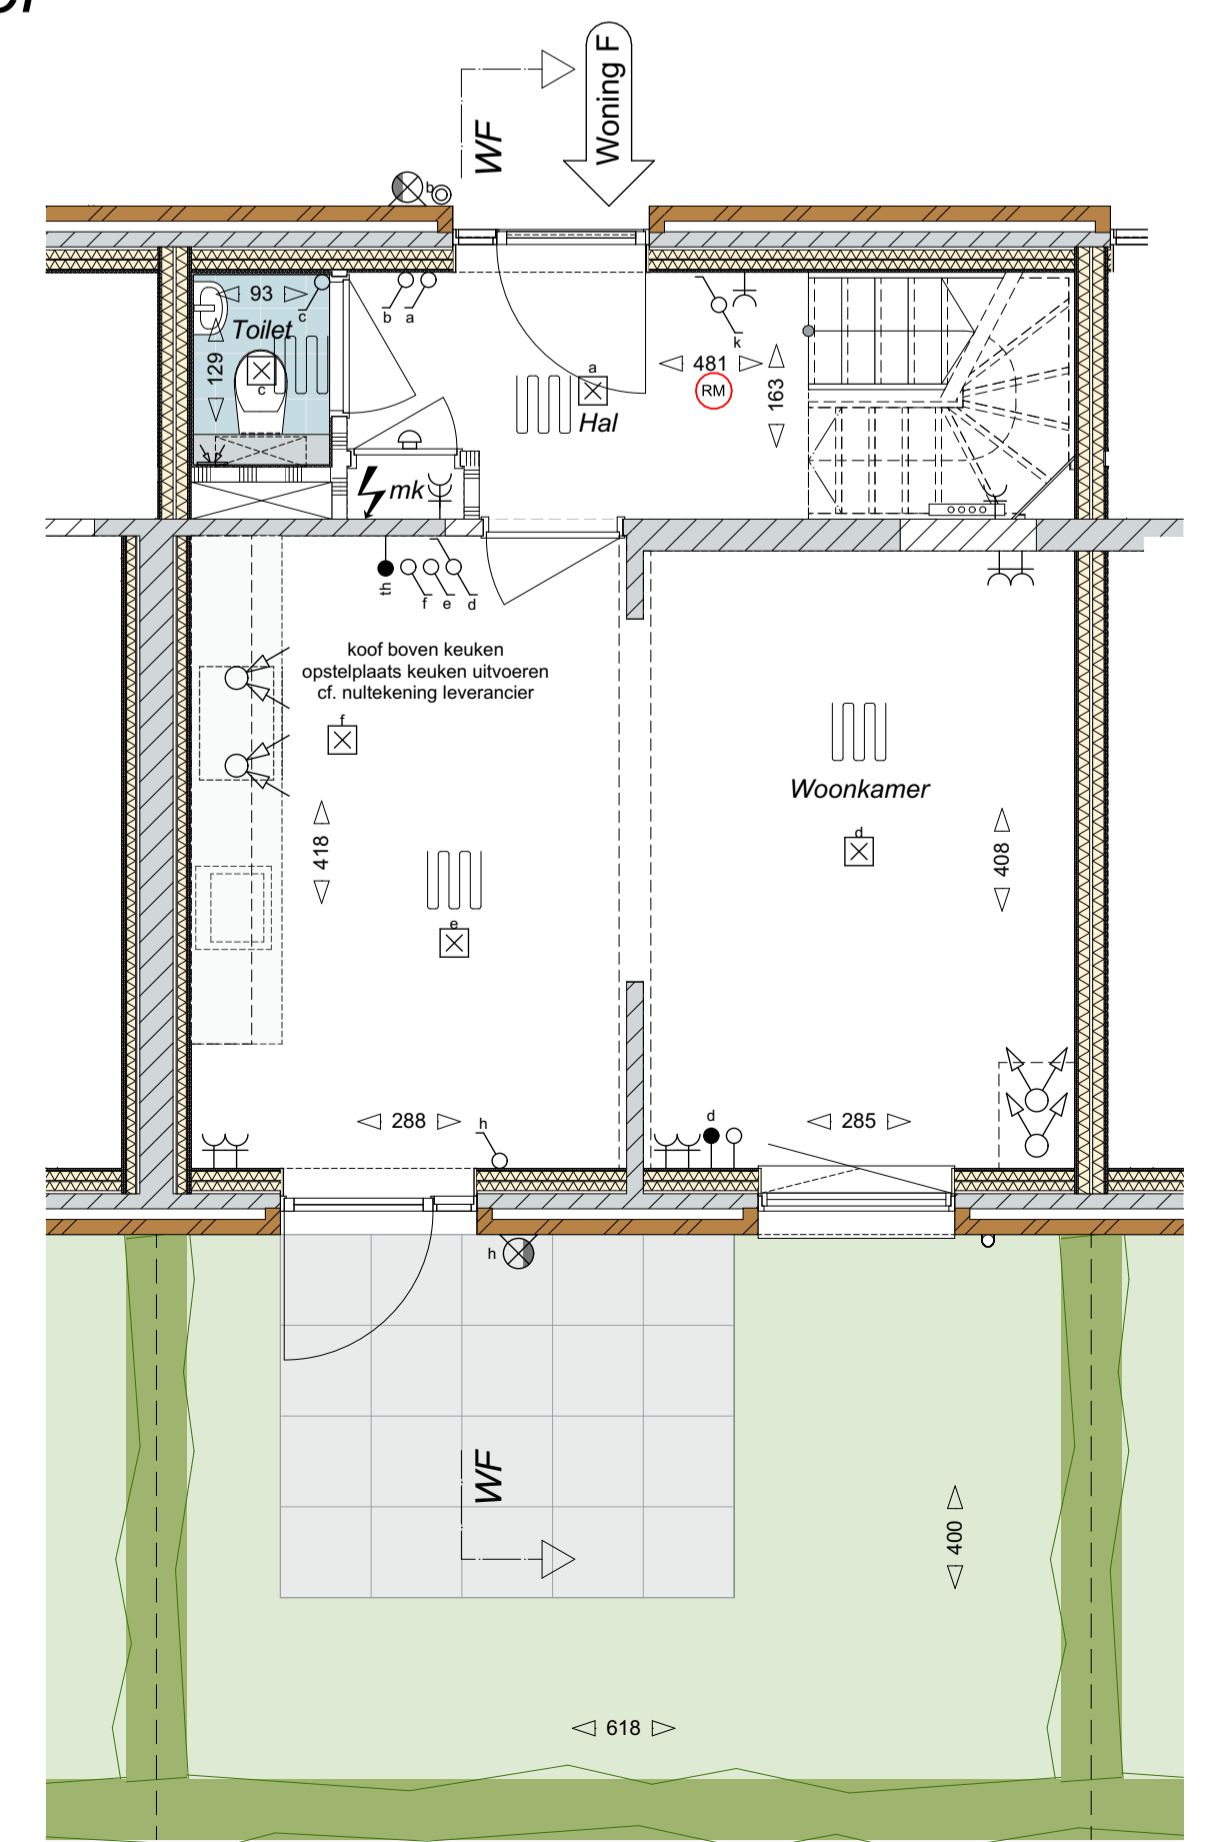 WF
Woning F
b
93
c
Toilet
129
c
b a
a
Hal
k
481
RM
163
mk
th f e d
koof boven keuken
opstelplaats keuken uitvoeren
cf. nultekening leverancier
f
418
e
Woonkamer
d
408
288
h
d
285
h
WF
400
618